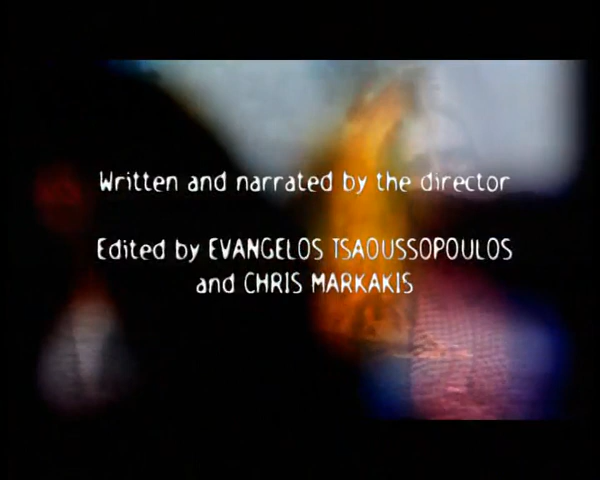 Written and narrated by the director
Edited by EVANGELOS TSAOUSSOPOULOS
and CHRIS MARKAKIS